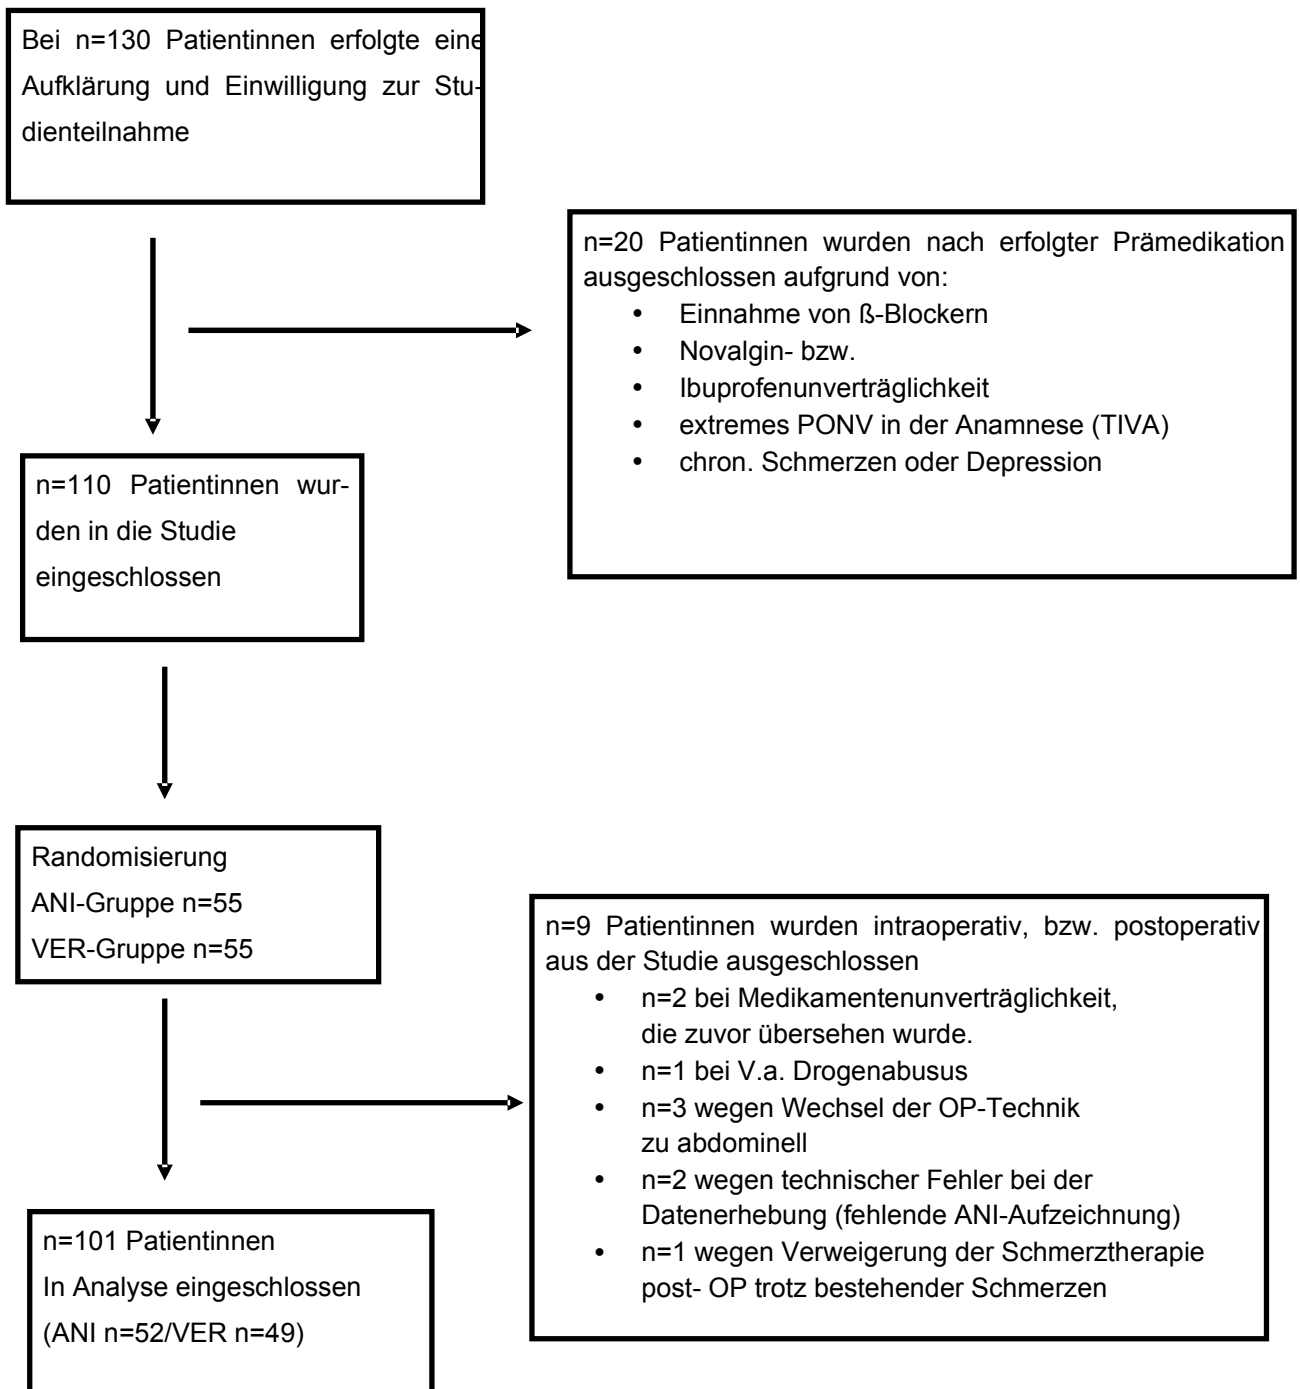 Bei n=130 Patientinnen erfolgte eine
Aufklärung und Einwilligung zur Stu-
dienteilnahme
n=20 Patientinnen wurden nach erfolgter Prämedikation
ausgeschlossen aufgrund von:
• Einnahme von ß-Blockern
• Novalgin- bzw.
• Ibuprofenunverträglichkeit
• extremes PONV in der Anamnese (TIVA)
• chron. Schmerzen oder Depression
n=110 Patientinnen wur-
den in die Studie
eingeschlossen
Randomisierung
ANI-Gruppe n=55
VER-Gruppe n=55
n=9 Patientinnen wurden intraoperativ, bzw. postoperativ
aus der Studie ausgeschlossen
• n=2 bei Medikamentenunverträglichkeit,
die zuvor übersehen wurde.
• n=1 bei V.a. Drogenabusus
• n=3 wegen Wechsel der OP-Technik
zu abdominell
• n=2 wegen technischer Fehler bei der
Datenerhebung (fehlende ANI-Aufzeichnung)
• n=1 wegen Verweigerung der Schmerztherapie
post- OP trotz bestehender Schmerzen
n=101 Patientinnen
In Analyse eingeschlossen
(ANI n=52/VER n=49)